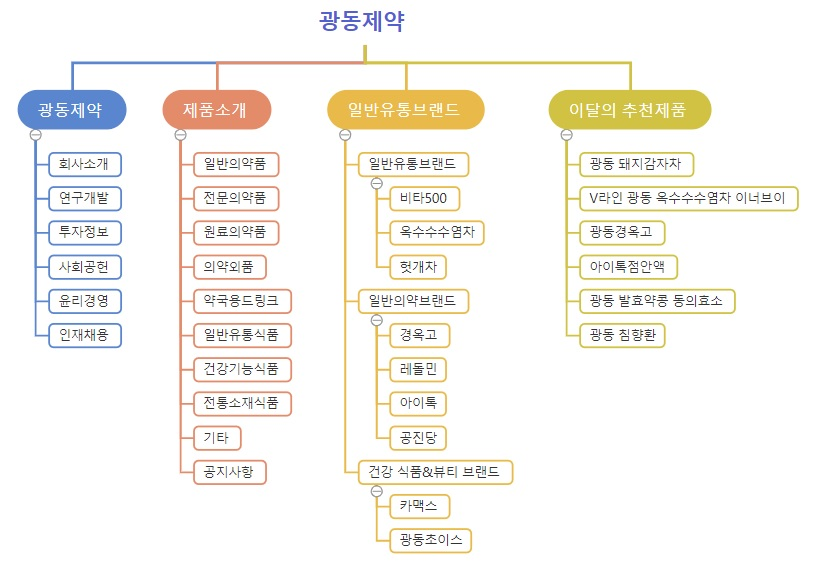 광동제약
광동제약
회사소개
연구개발
투자정보
사회공헌
윤리경영
인재채용
제품소개
일반의약품
전문의약품
원료의약품
의약외품
약국용드링크
일반유통식품
건강기능식품
전통소재식품
기타
공지사항
일반유통브랜드
일반유통브랜드
비타500
옥수수수염차
헛개차
일반의약브랜드
경옥고
레돌민
아이톡
공진당
건강 식품&뷰티 브랜드
카맥스
광동초이스
이달의 추천제품
광동 돼지감자차
V라인 광동 옥수수수염차 이너브이
광동경옥고
아이톡점안액
광동 발효약콩 동의효소
광동 침향환